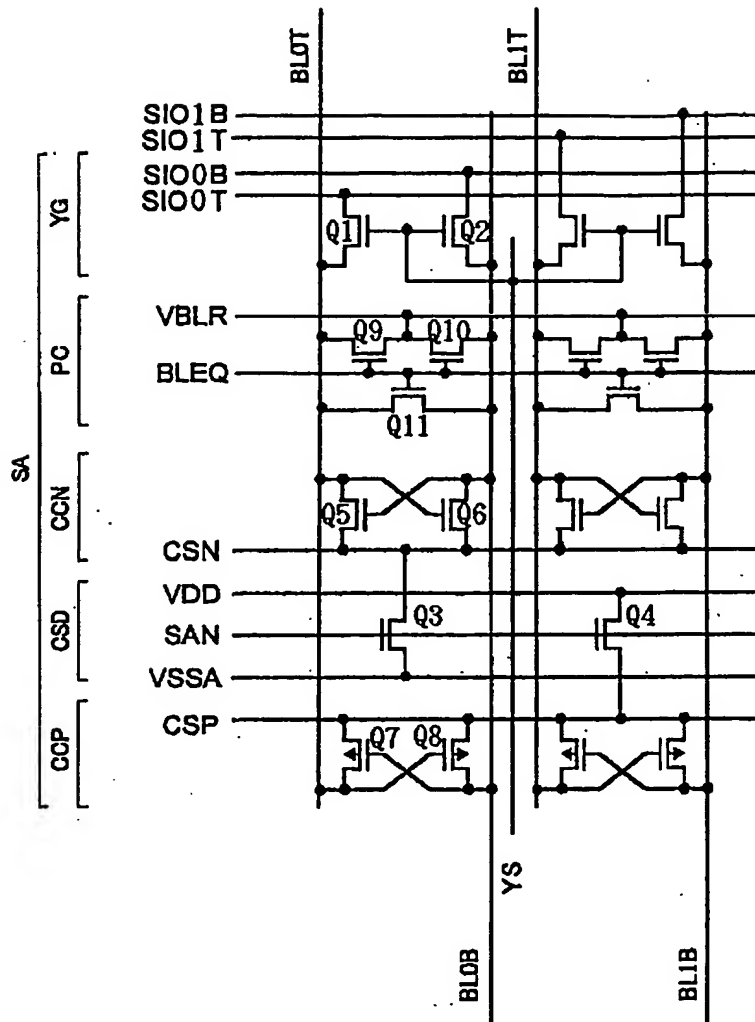 BL0T
BL1T
SIO1B
SIO1T
SIO0B
SIO0T
YG
Q1
Q2
VBLR
Q9
Q10
PC
BLEQ
Q11
SA
CCN
Q5
Q6
CSN
VDD
Q3
Q4
CSD
SAN
VSSA
CSP
CCP
Q7
Q8
YS
BL0B
BL1B